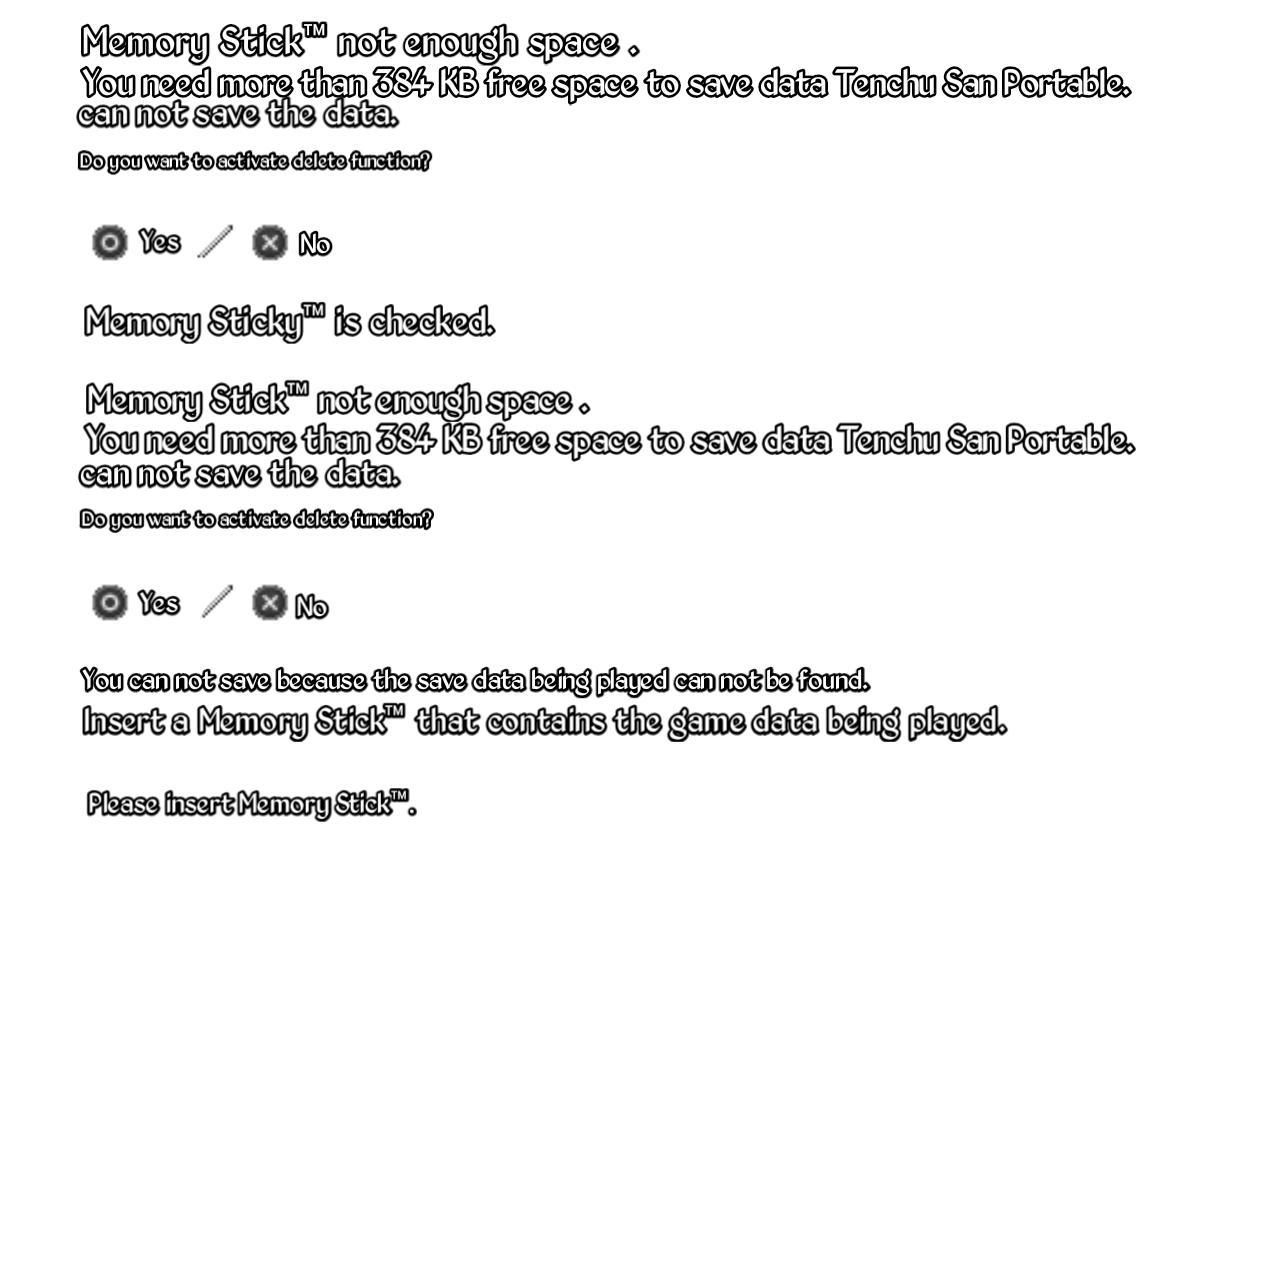 Memory Stick™ not enough space .
You need more than 384 KB free space to save data Tenchu San Portable.
can not save the data.
Do you want to activate delete function?
Yes / No
Memory Sticky™ is checked.
Memory Stick™ not enough space .
You need more than 384 KB free space to save data Tenchu San Portable.
can not save the data.
Do you want to activate delete function?
Yes / No
You can not save because the save data being played can not be found.
Insert a Memory Stick™ that contains the game data being played.
Please insert Memory Stick™.